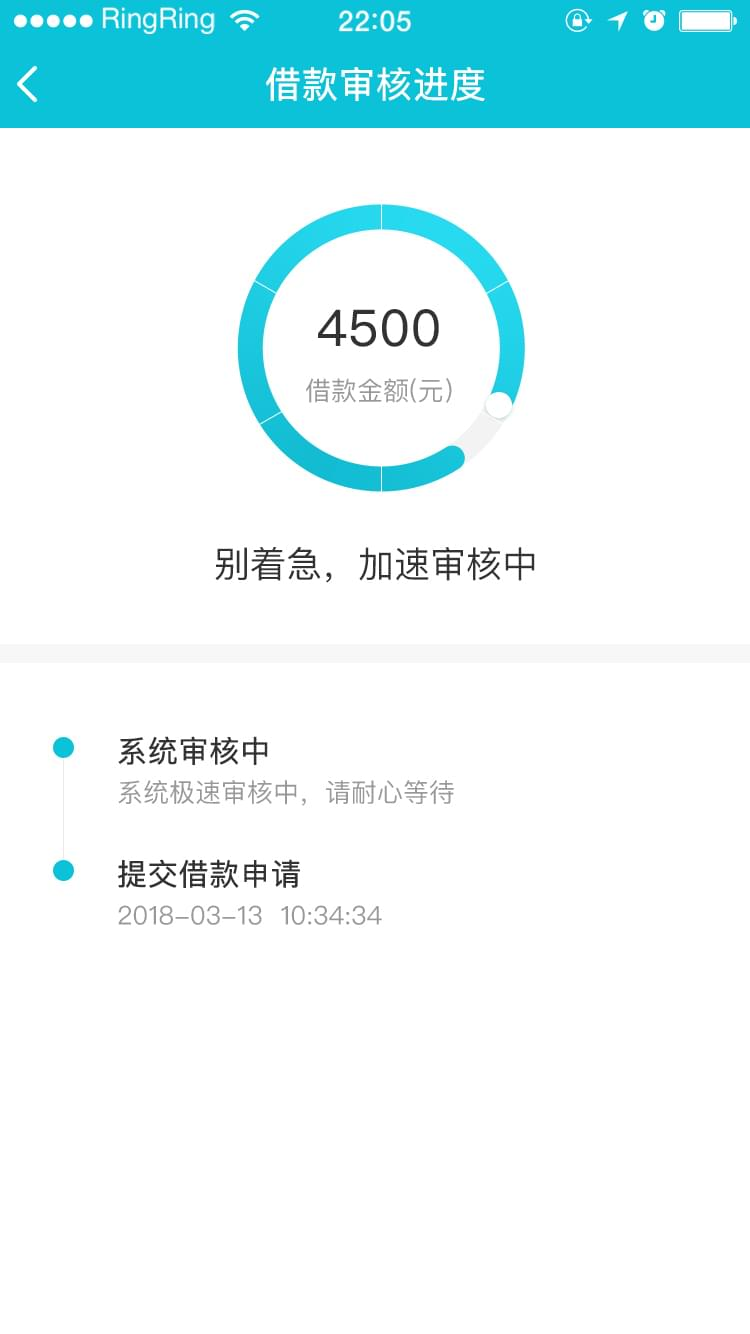 RingRing 22:05
借款审核进度
4500
借款金额(元)
别着急，加速审核中
系统审核中
系统极速审核中，请耐心等待
提交借款申请
2018-03-13 10:34:34